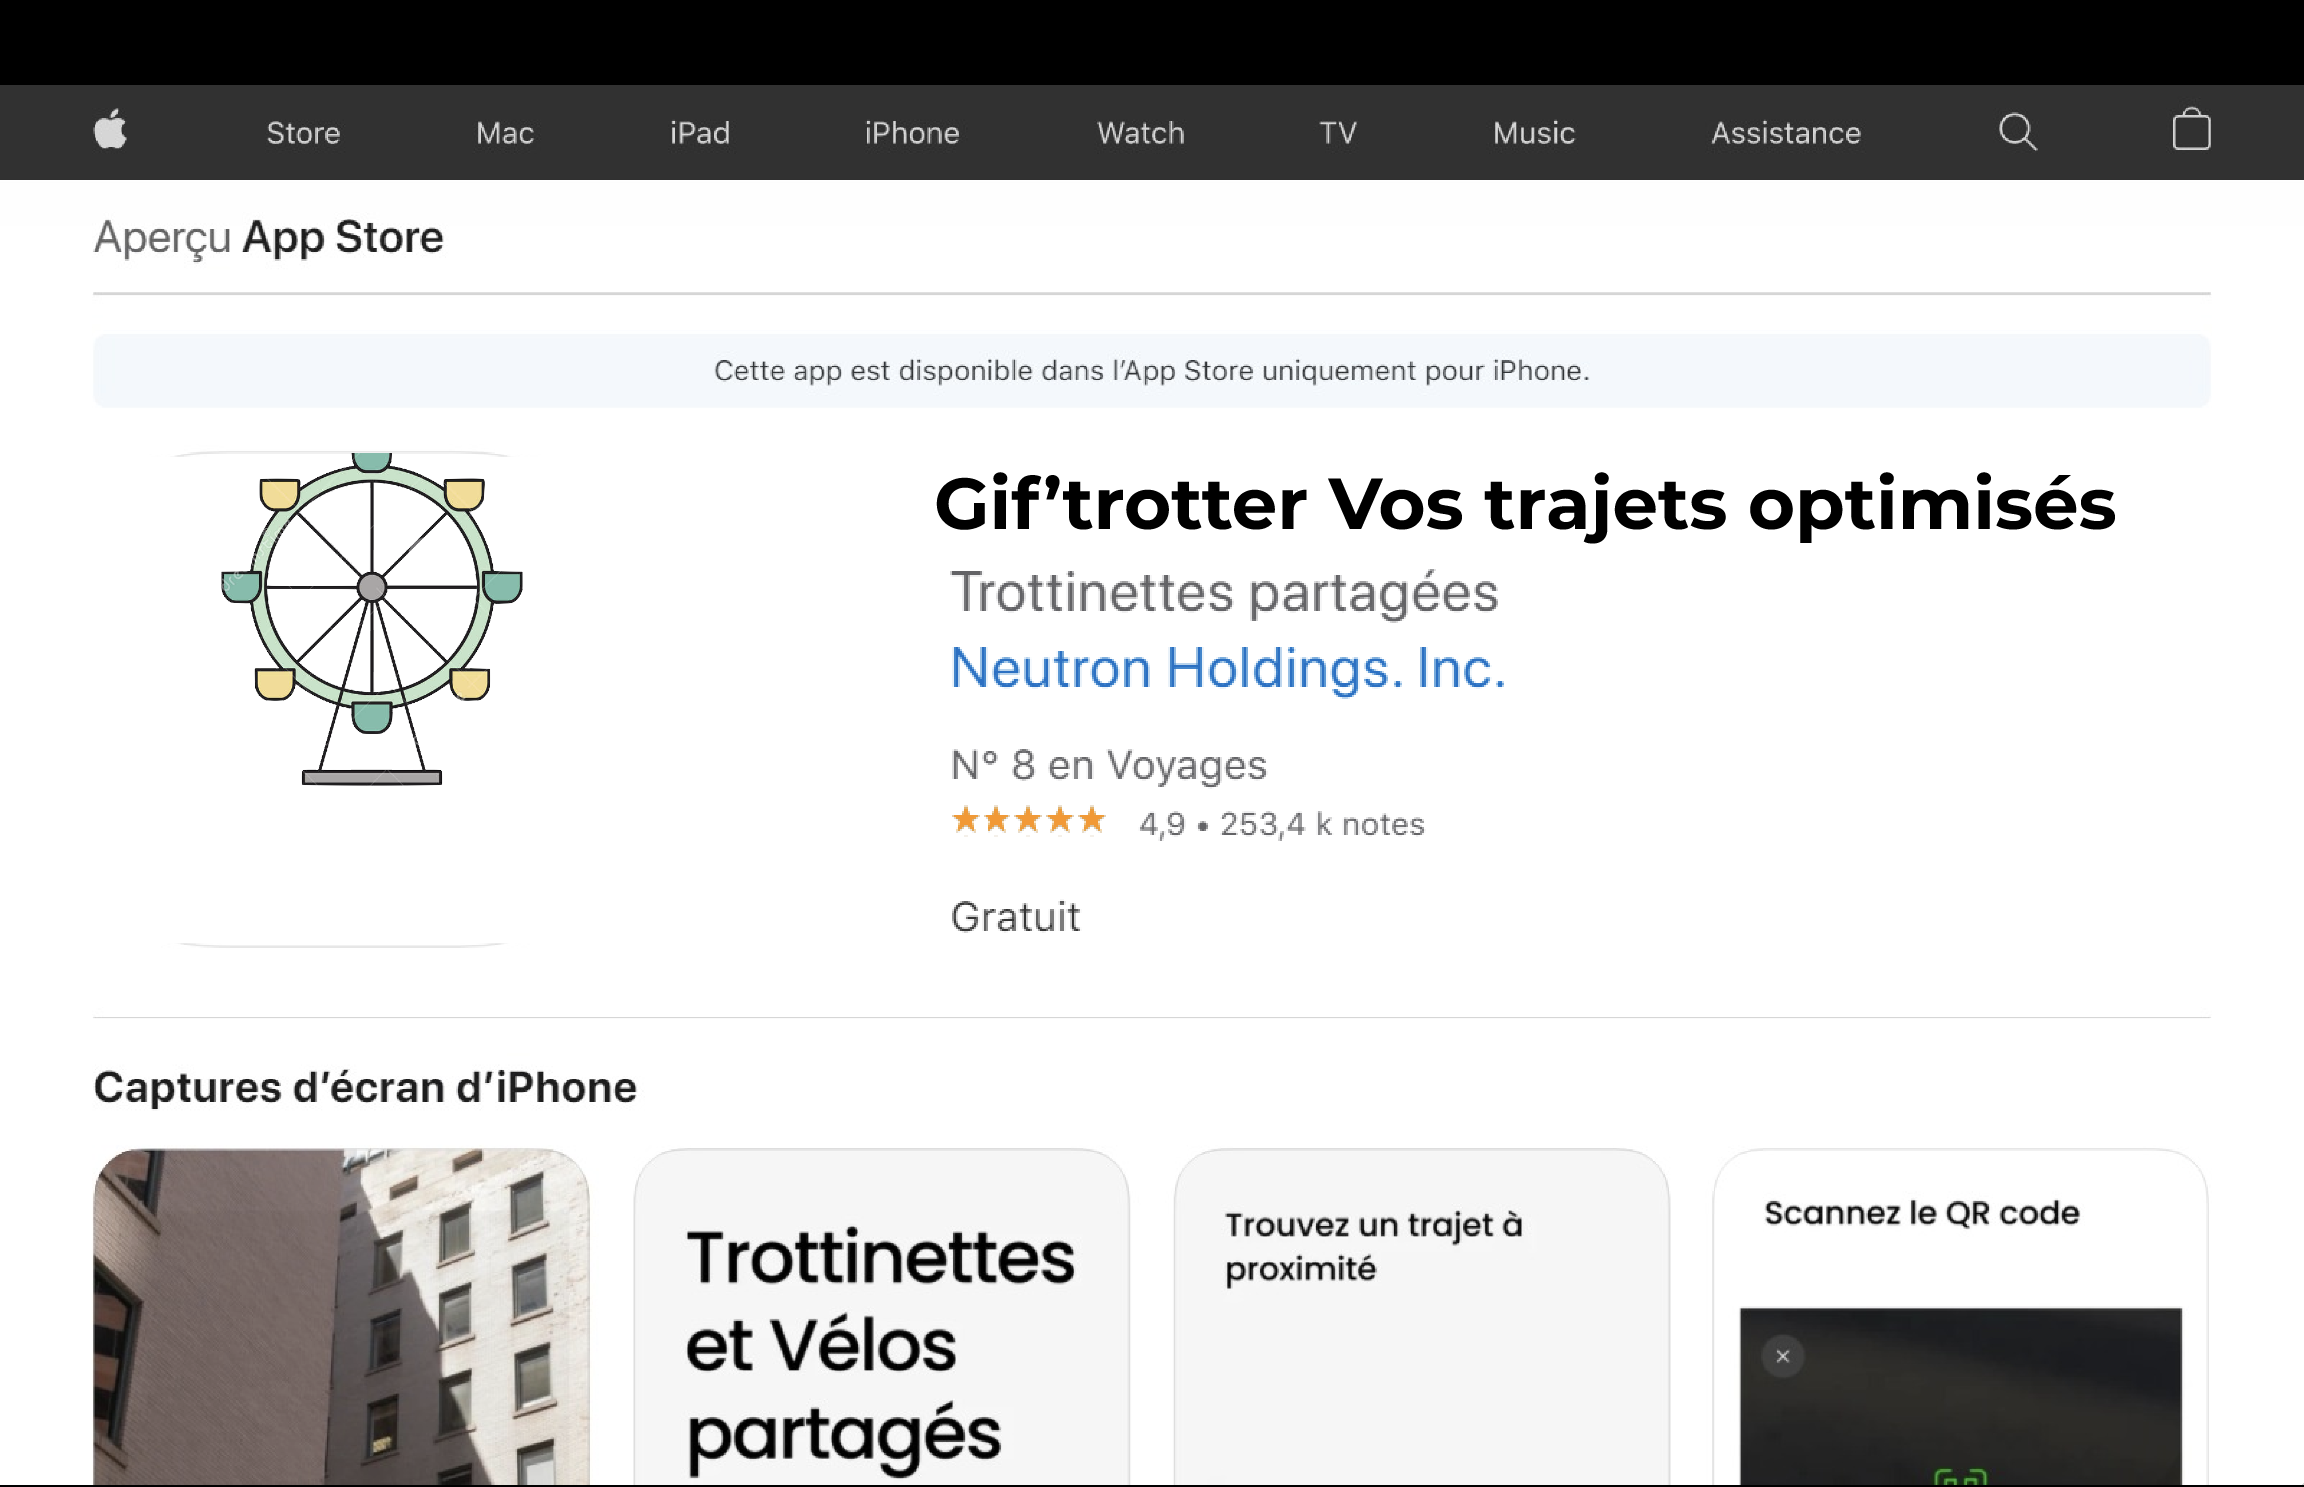 Store Mac iPad iPhone Watch TV Music Assistance
Aperçu App Store
Cette app est disponible dans l’App Store uniquement pour iPhone.
Gif’trotter Vos trajets optimisés
Trottinettes partagées
Neutron Holdings. Inc.
N° 8 en Voyages
4,9 • 253,4 k notes
Gratuit
Captures d’écran d’iPhone
Trottinettes
et Vélos
partagés
Trouvez un trajet à
proximité
Scannez le QR code